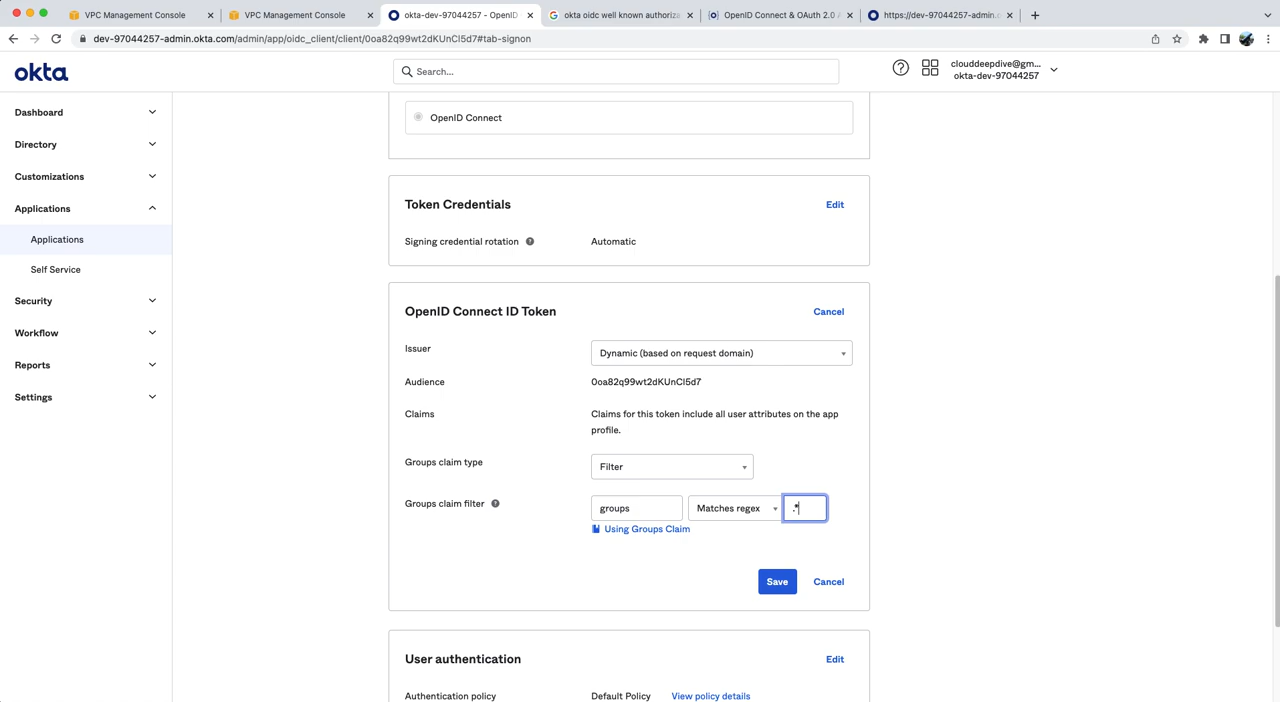 VPC Management Console
VPC Management Console
okta-dev-97044257 - OpenID
okta oidc well known authoriza
OpenID Connect & OAuth 2.0 A
https://dev-97044257-admin.o
dev-97044257-admin.okta.com/admin/app/oidc_client/client/0oa82q99wt2dKUnCl5d7#tab-signon
okta
Search...
clouddeepdive@gm...
okta-dev-97044257
Dashboard
Directory
Customizations
Applications
Applications
Self Service
Security
Workflow
Reports
Settings
OpenID Connect
Token Credentials
Edit
Signing credential rotation
Automatic
OpenID Connect ID Token
Cancel
Issuer
Dynamic (based on request domain)
Audience
0oa82q99wt2dKUnCl5d7
Claims
Claims for this token include all user attributes on the app
profile.
Groups claim type
Filter
Groups claim filter
groups
Matches regex
.*
Using Groups Claim
Save
Cancel
User authentication
Edit
Authentication policy
Default Policy
View policy details